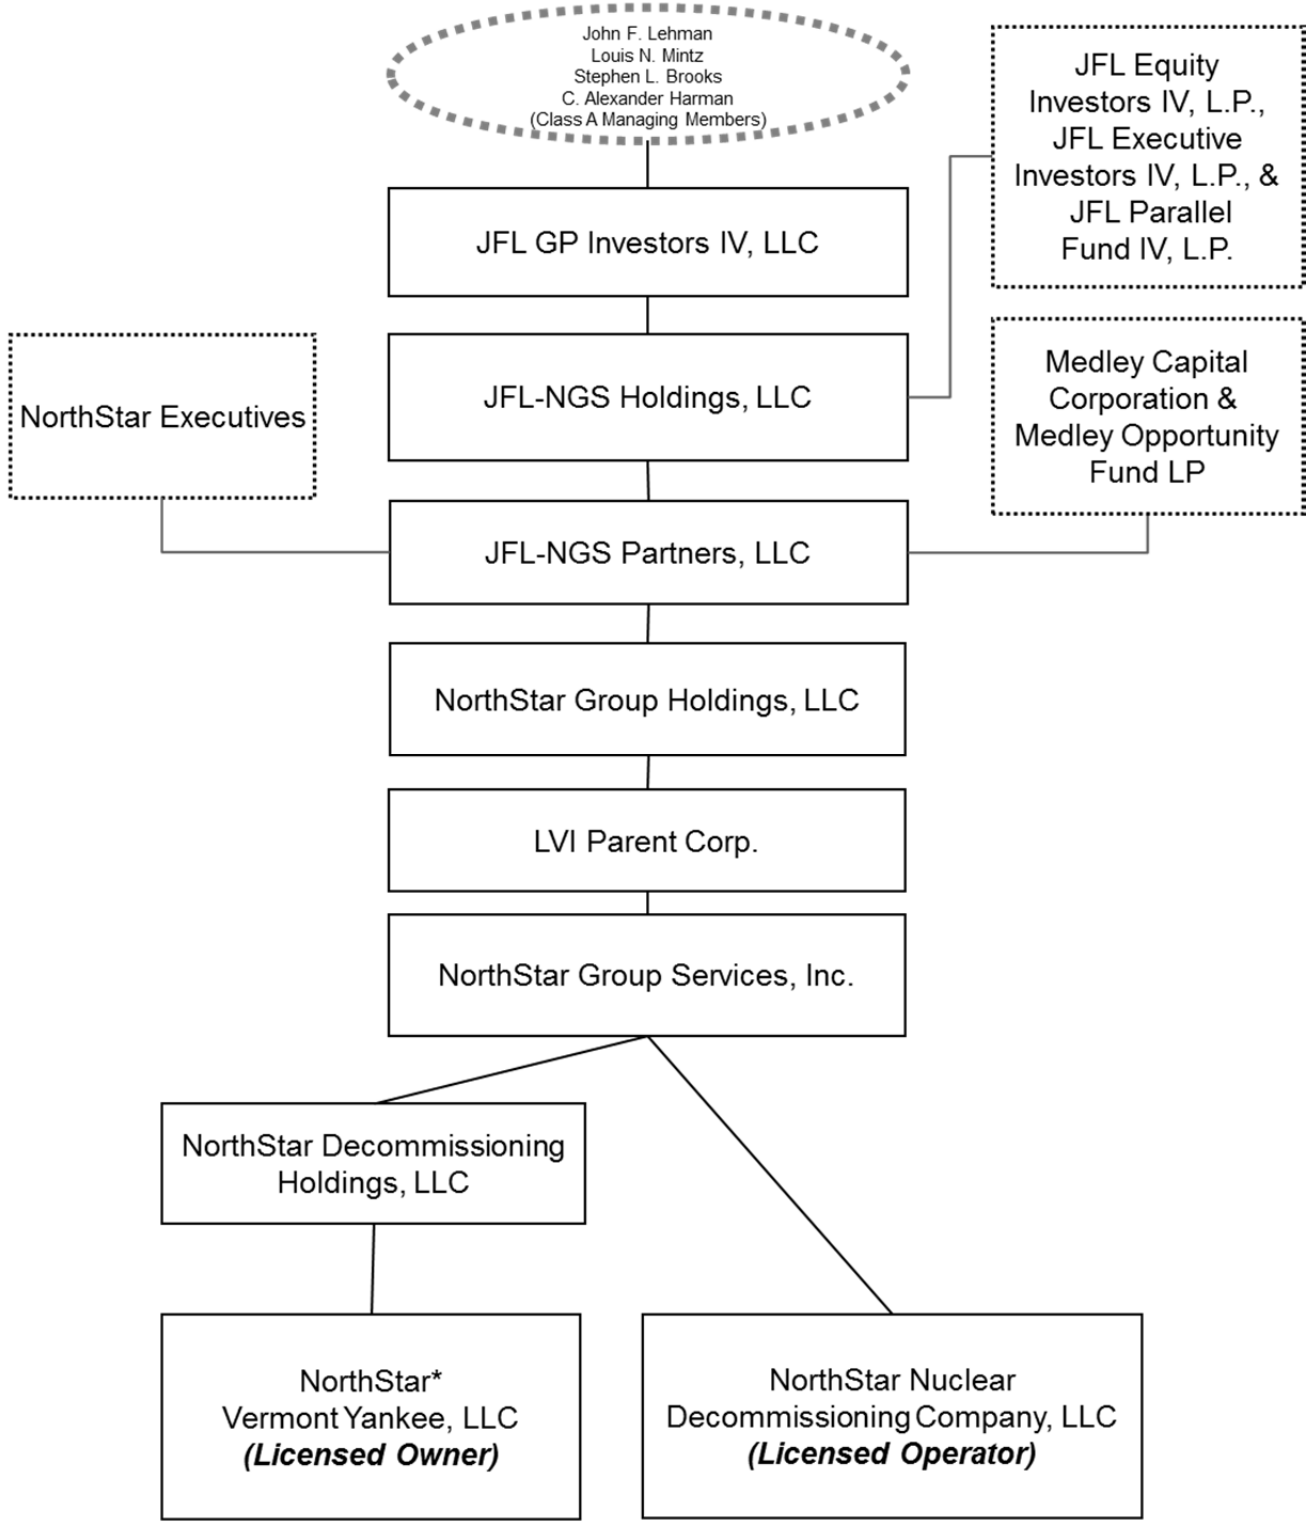 John F. Lehman
Louis N. Mintz
Stephen L. Brooks
C. Alexander Harman
(Class A Managing Members)
JFL Equity
Investors IV, L.P.,
JFL Executive
Investors IV, L.P., &
JFL Parallel
Fund IV, L.P.
JFL GP Investors IV, LLC
NorthStar Executives
JFL-NGS Holdings, LLC
Medley Capital
Corporation &
Medley Opportunity
Fund LP
JFL-NGS Partners, LLC
NorthStar Group Holdings, LLC
LVI Parent Corp.
NorthStar Group Services, Inc.
NorthStar Decommissioning
Holdings, LLC
NorthStar*
Vermont Yankee, LLC
(Licensed Owner)
NorthStar Nuclear
Decommissioning Company, LLC
(Licensed Operator)